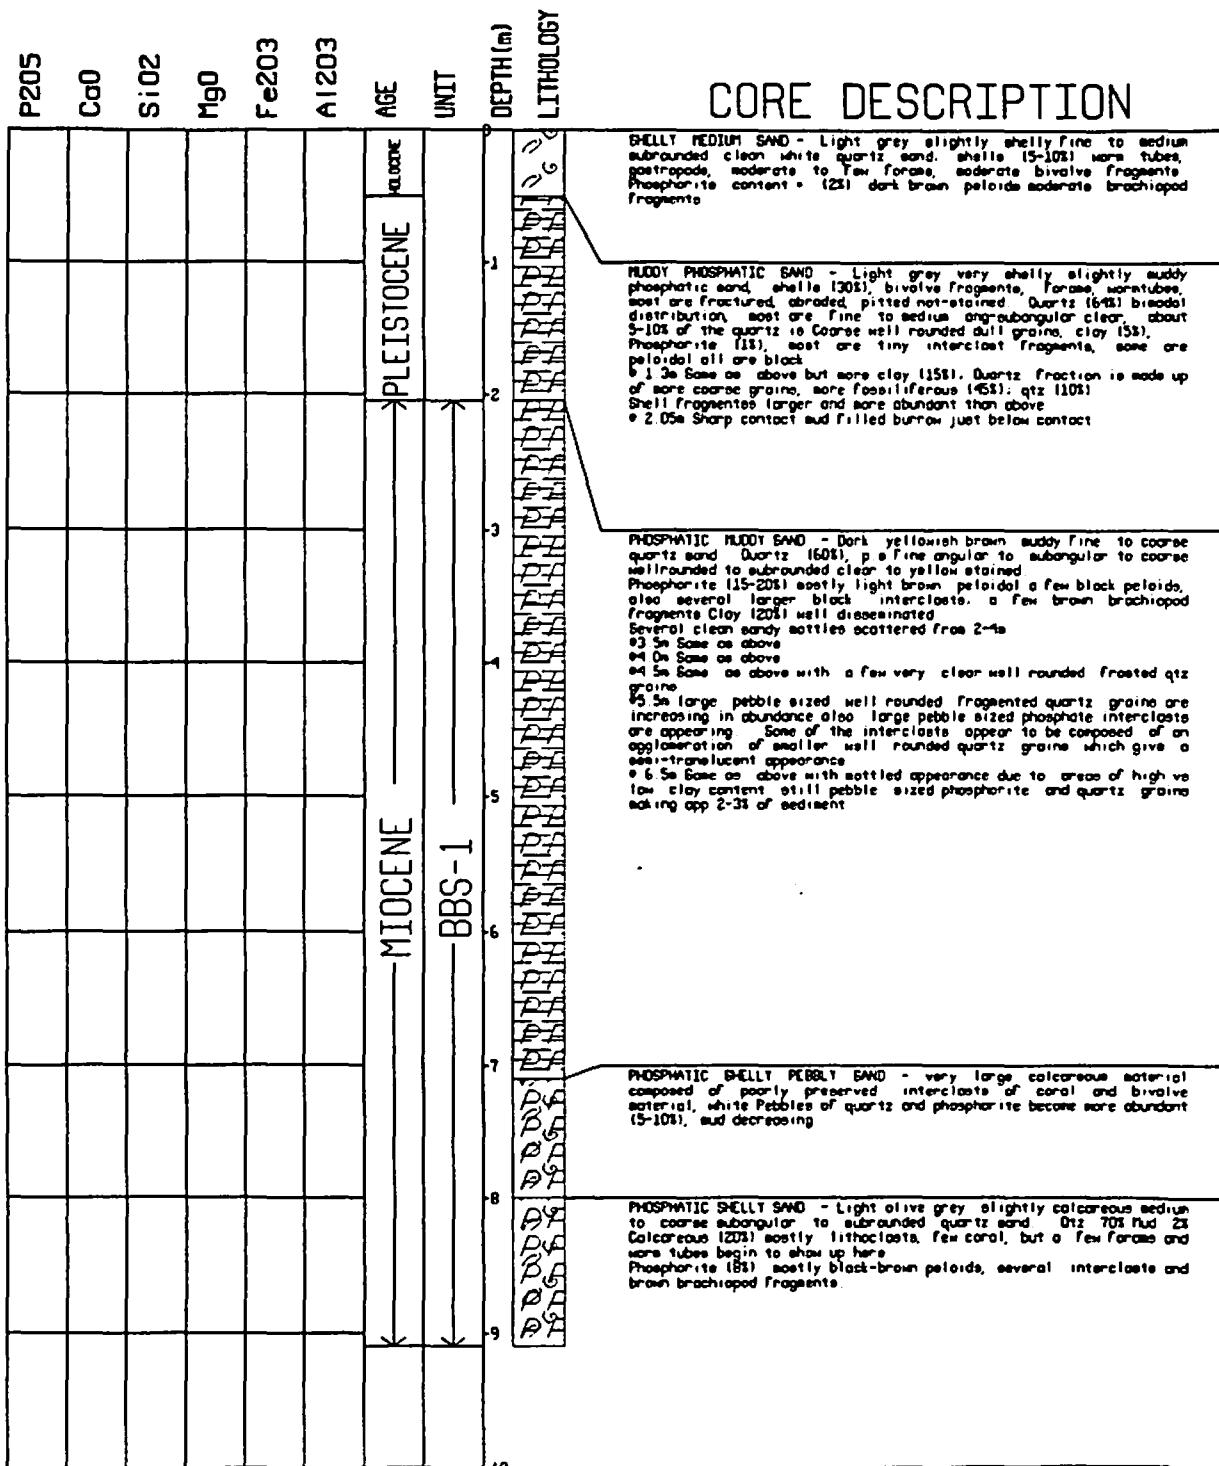 P205
CaO
SiO2
MgO
Fe2O3
Al2O3
AGE
UNIT
DEPTH(m)
LITHOLOGY
CORE DESCRIPTION
HOLOCENE
PLEISTOCENE
MIOCENE
BBS-1
0
1
2
3
4
5
6
7
8
9
SHELLY MEDIUM SAND - Light grey slightly shelly fine to medium
subrounded clean white quartz sand. shells (5-10%) worm tubes,
gastropods, moderate to few forams, moderate bivalve fragments
Phosphorite content = (2%) dark brown peloids moderate brachiopod
fragments
MUDDY PHOSPHATIC SAND - Light grey very shelly slightly muddy
phosphatic sand, shells (30%), bivalve fragments, forams, wormtubes,
most are fractured, abraded, pitted not-stained. Quartz (64%) bimodal
distribution, most are fine to medium ang-subangular clear, about
5-10% of the quartz is Coarse well rounded dull grains, clay (5%),
Phosphorite (1%), most are tiny interclast fragments, some are
peloidal all are black
@ 1.3m Same as above but more clay (15%). Quartz fraction is made up
of more coarse grains, more fossiliferous (45%); qtz (10%)
Shell fragmentes larger and more abundant than above
@ 2.05m Sharp contact mud filled burrow just below contact
PHOSPHATIC MUDDY SAND - Dark yellowish brown muddy fine to coarse
quartz sand Quartz (60%), p s fine angular to subangular to coarse
wellrounded to subrounded clear to yellow stained
Phosphorite (15-20%) mostly light brown peloidal a few black peloids,
also several larger black interclasts. a few brown brachiopod
fragments Clay (20%) well disseminated
Several clean sandy mottles scattered from 2-4m
@3.5m Same as above
@4.0m Same as above
@4.5m Same as above with a few very clear well rounded frosted qtz
grains
@5.5m large pebble sized well rounded fragmented quartz grains are
increasing in abundance also large pebble sized phosphate interclasts
are appearing Some of the interclasts appear to be composed of an
agglomeration of smaller well rounded quartz grains which give a
semi-translucent appearance
@ 6.5m Same as above with mottled appearance due to areas of high vs
low clay content still pebble sized phosphorite and quartz grains
making app 2-3% of sediment
PHOSPHATIC SHELLY PEBBLY SAND - very large calcareous material
composed of poorly preserved interclasts of coral and bivalve
material, white Pebbles of quartz and phosphorite become more abundant
(5-10%), mud decreasing
PHOSPHATIC SHELLY SAND - Light olive grey slightly calcareous medium
to coarse subangular to subrounded quartz sand Qtz 70% Mud 2%
Calcareous (20%) mostly lithoclasts, few coral, but a few forams and
worm tubes begin to show up here
Phosphorite (8%) mostly black-brown peloids, several interclasts and
brown brachiopod fragments.